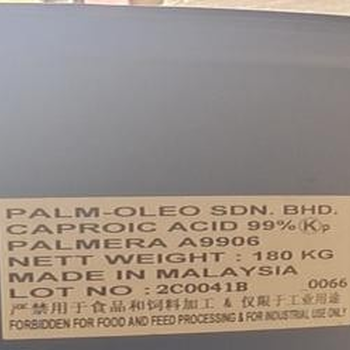 PALM-OLEO SDN. BHD.
CAPROIC ACID 99% Ⓚp
PALMERA A9906
NETT WEIGHT : 180 KG
MADE IN MALAYSIA
LOT NO : 2C0041B 0066
严禁用于食品和饲料加工 & 仅限于工业用途
FORBIDDEN FOR FOOD AND FEED PROCESSING & FOR INDUSTRIAL USE ONLY